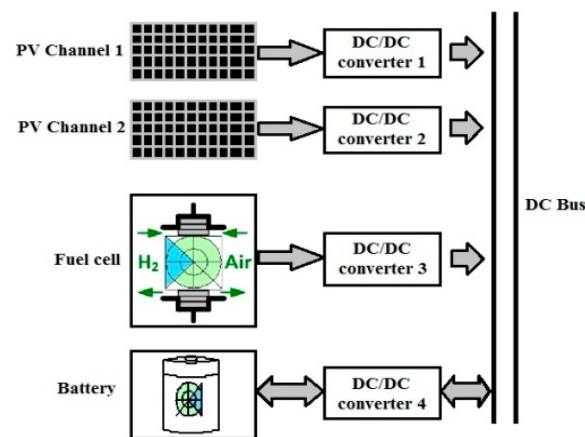 PV Channel 1
DC/DC
converter 1
PV Channel 2
DC/DC
converter 2
DC Bus
Fuel cell
H2
Air
DC/DC
converter 3
Battery
DC/DC
converter 4